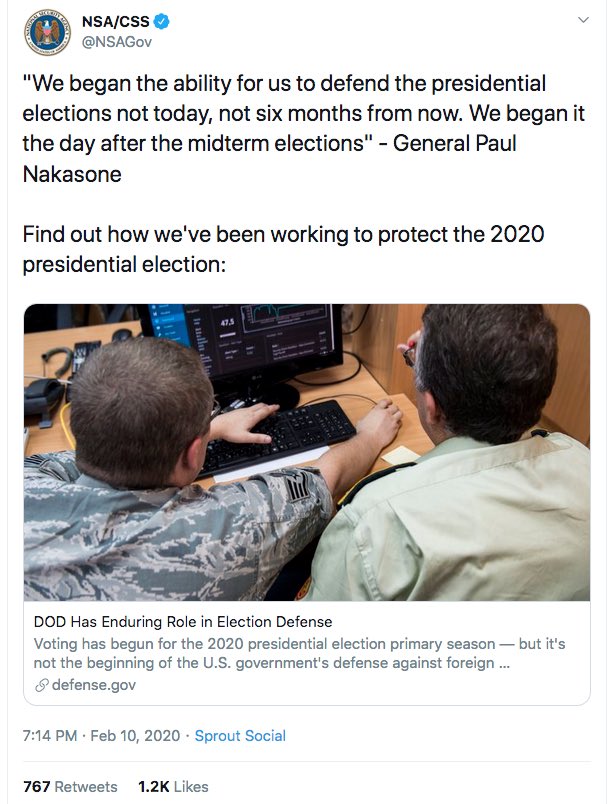 NSA/CSS
@NSAGov
"We began the ability for us to defend the presidential
elections not today, not six months from now. We began it
the day after the midterm elections" - General Paul
Nakasone
Find out how we've been working to protect the 2020
presidential election:
47.5
DOD Has Enduring Role in Election Defense
Voting has begun for the 2020 presidential election primary season — but it's
not the beginning of the U.S. government's defense against foreign ...
defense.gov
7:14 PM · Feb 10, 2020 · Sprout Social
767 Retweets 1.2K Likes